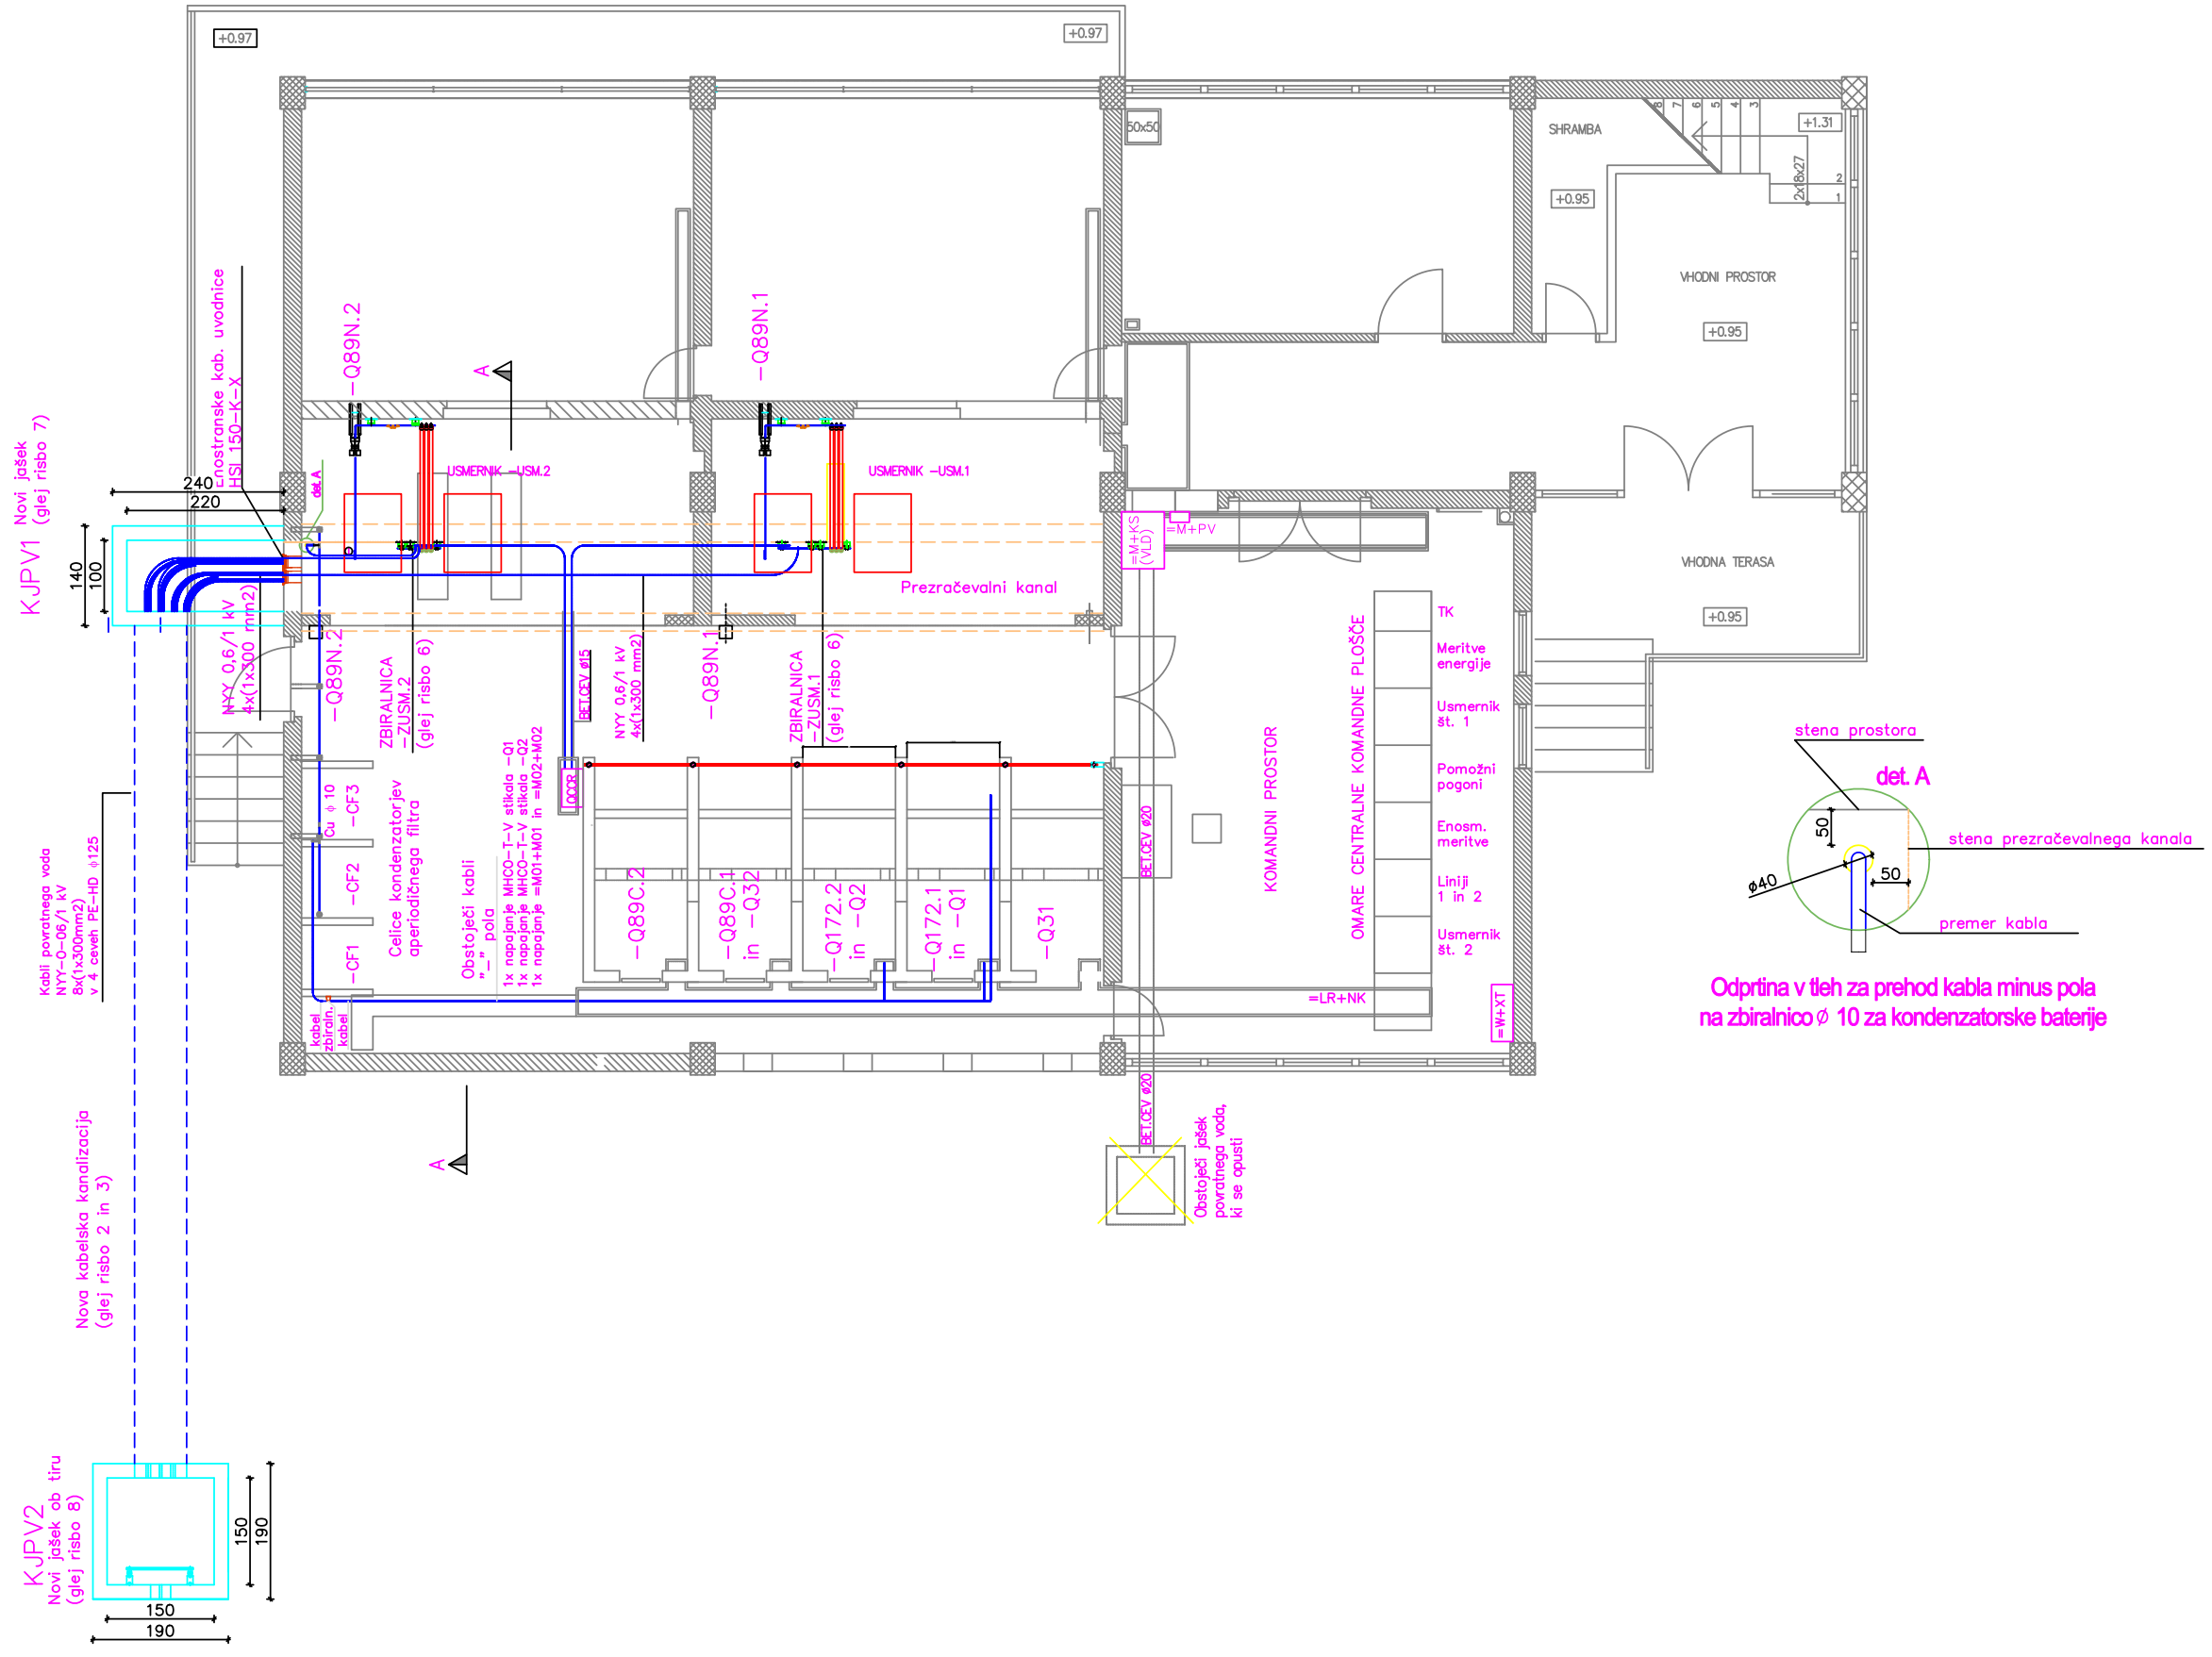 +0.97
+0.97
50x50
SHRAMBA
8
7
6
5
4
3
+1.31
+0.95
2x18x27
2
1
VHODNI PROSTOR
+0.95
VHODNA TERASA
+0.95
Enostranske kab. uvodnice
HSI 150-K-X
-Q89N.2
-Q89N.1
A
KJPV1 Novi jašek
(glej risbo 7)
240
220
140
100
det.A
USMERNIK -USM.2
USMERNIK -USM.1
=M+KS
(VLD)
=M+PV
Prezračevalni kanal
NYY 0,6/1 kV
4x(1x300 mm2)
-Q89N.2
ZBIRALNICA
-ZUSM.2
(glej risbo 6)
BET.CEV ø15
NYY 0,6/1 kV
4x(1x300 mm2)
-Q89N.1
ZBIRALNICA
-ZUSM.1
(glej risbo 6)
TK
Meritve
energije
Usmernik
št. 1
Pomožni
pogoni
Enosm.
meritve
Liniji
1 in 2
Usmernik
št. 2
OMARE CENTRALNE KOMANDNE PLOŠČE
KOMANDNI PROSTOR
BET.CEV ø20
Cu ϕ 10
-CF3
-CF2
-CF1
Celice kondenzatorjev
aperiodičnega filtra
Obstoječi kabli
"-" pola
1x napajanje MHCO-T-V stikala -Q1
1x napajanje MHCO-T-V stikala -Q2
1x napajanje =M01+M01 in =M02+M02
QCCR
-Q89C.2
-Q89C.1
in -Q32
-Q172.2
in -Q2
-Q172.1
in -Q1
-Q31
kabel
zbiraln.
kabel
=LR+NK
=W+XT
Kabli povratnega voda
NYY-O-06/1 kV
8x(1x300mm2)
v 4 ceveh PE-HD ϕ125
stena prostora
det. A
50
stena prezračevalnega kanala
ø40
50
premer kabla
Odprtina v tleh za prehod kabla minus pola
na zbiralnico ϕ 10 za kondenzatorske baterije
A
BET.CEV ø20
Obstoječi jašek
povratnega voda,
ki se opusti
Nova kabelska kanalizacija
(glej risbo 2 in 3)
KJPV2
Novi jašek ob tiru
(glej risbo 8)
150
190
150
190